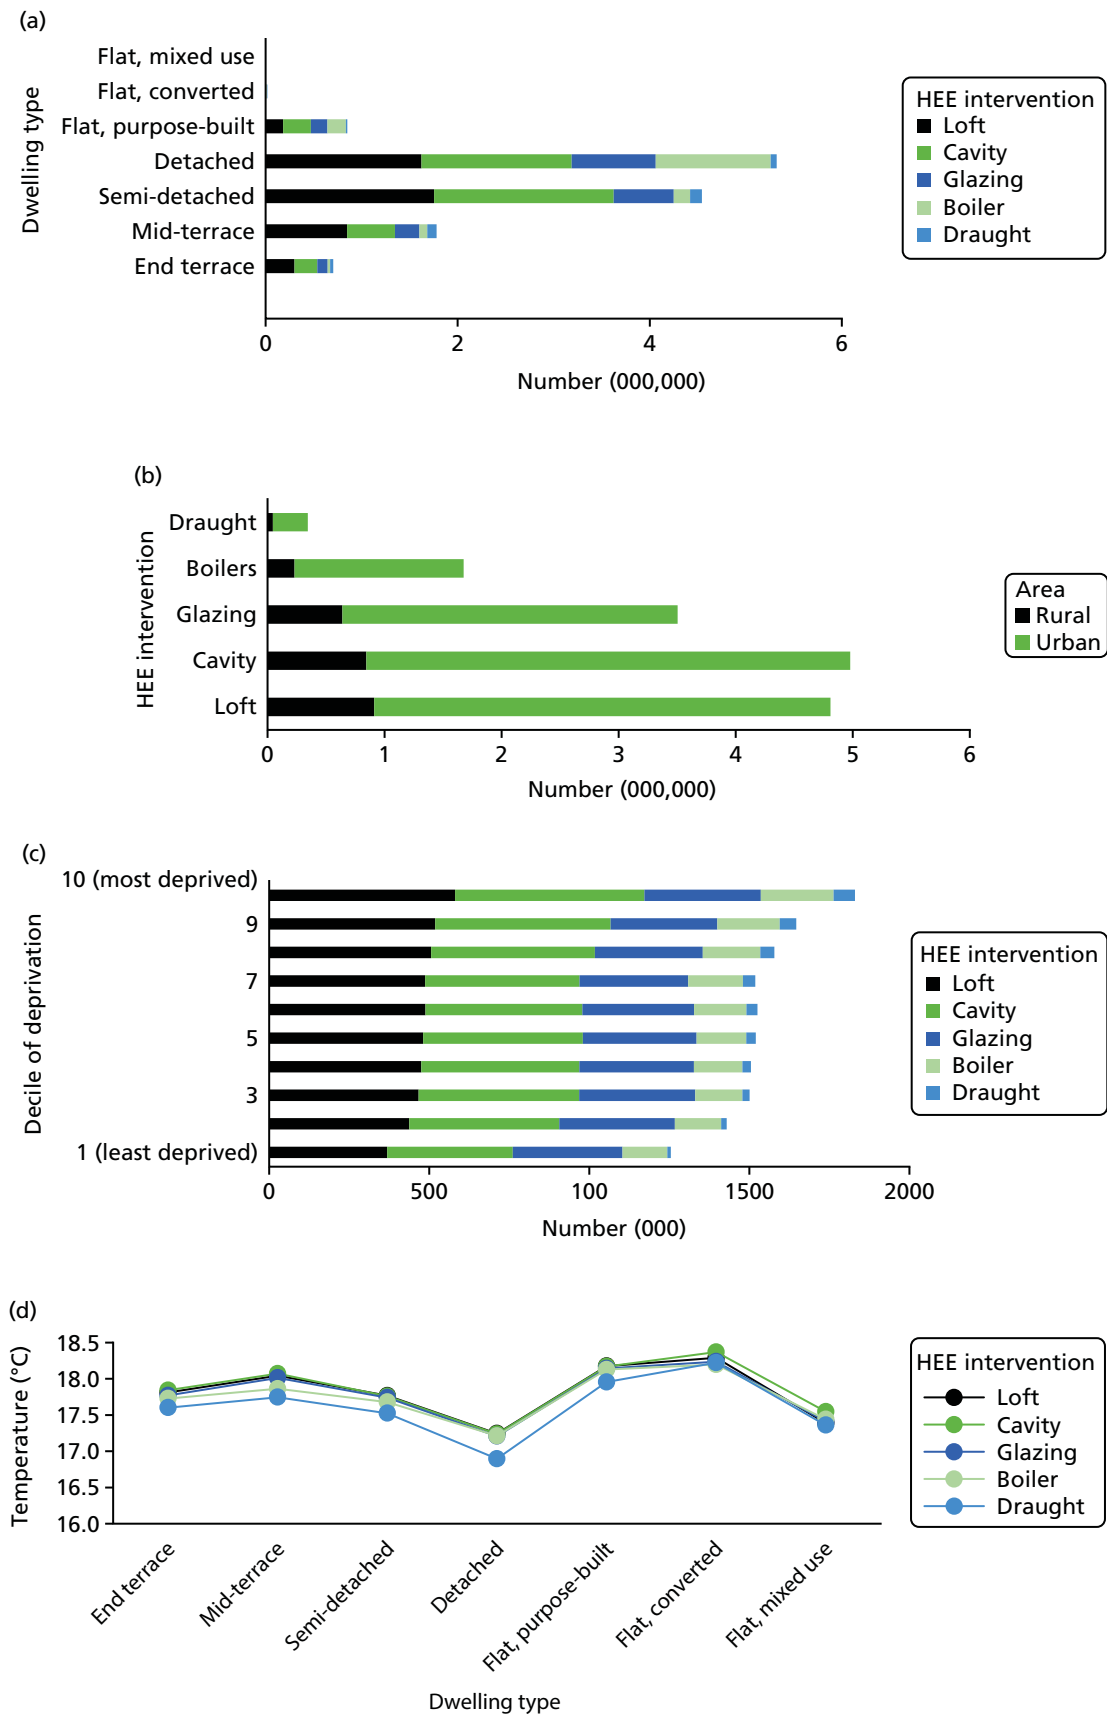 (a)
Dwelling type
Flat, mixed use
Flat, converted
Flat, purpose-built
Detached
Semi-detached
Mid-terrace
End terrace
0 2 4 6
Number (000,000)
HEE intervention
Loft
Cavity
Glazing
Boiler
Draught
(b)
HEE intervention
Draught
Boilers
Glazing
Cavity
Loft
0 1 2 3 4 5 6
Number (000,000)
Area
Rural
Urban
(c)
Decile of deprivation
10 (most deprived)
9
7
5
3
1 (least deprived)
0 500 100 1500 2000
Number (000)
HEE intervention
Loft
Cavity
Glazing
Boiler
Draught
(d)
Temperature (°C)
18.5
18.0
17.5
17.0
16.5
16.0
End terrace
Mid-terrace
Semi-detached
Detached
Flat, purpose-built
Flat, converted
Flat, mixed use
Dwelling type
HEE intervention
Loft
Cavity
Glazing
Boiler
Draught